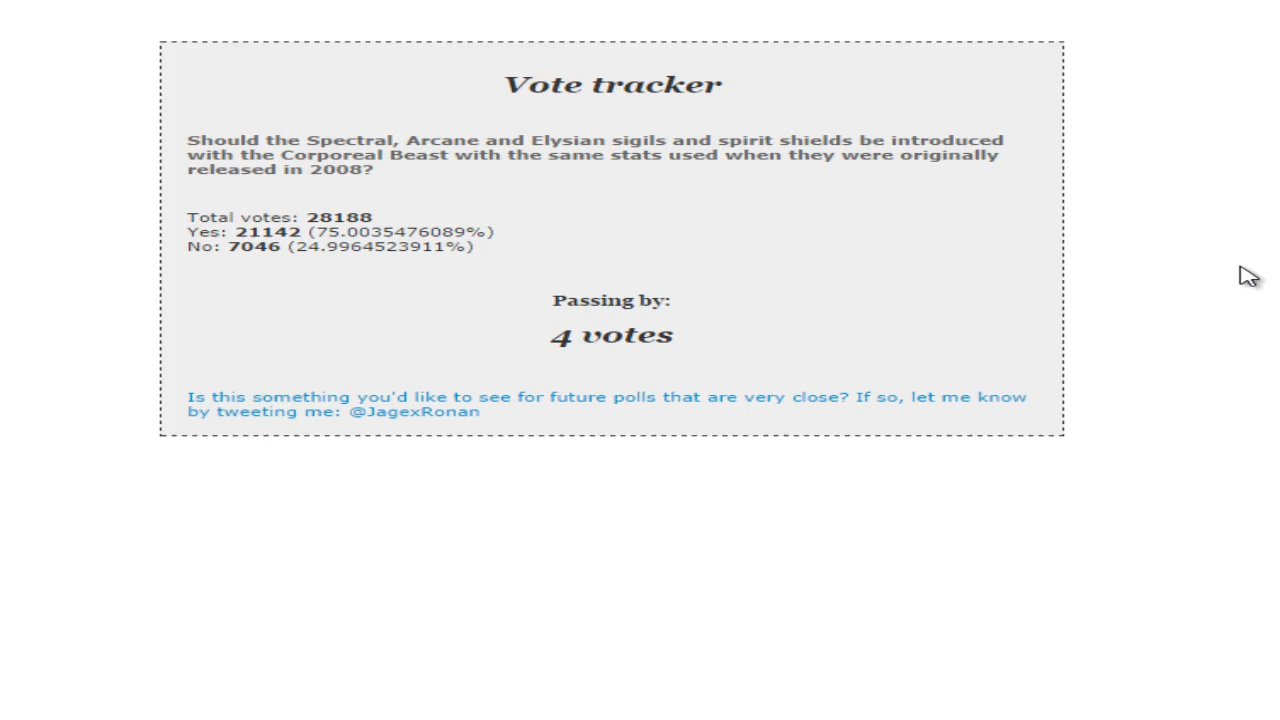 Vote tracker
Should the Spectral, Arcane and Elysian sigils and spirit shields be introduced
with the Corporeal Beast with the same stats used when they were originally
released in 2008?
Total votes: 28188
Yes: 21142 (75.0035476089%)
No: 7046 (24.9964523911%)
Passing by:
4 votes
Is this something you'd like to see for future polls that are very close? If so, let me know
by tweeting me: @JagexRonan